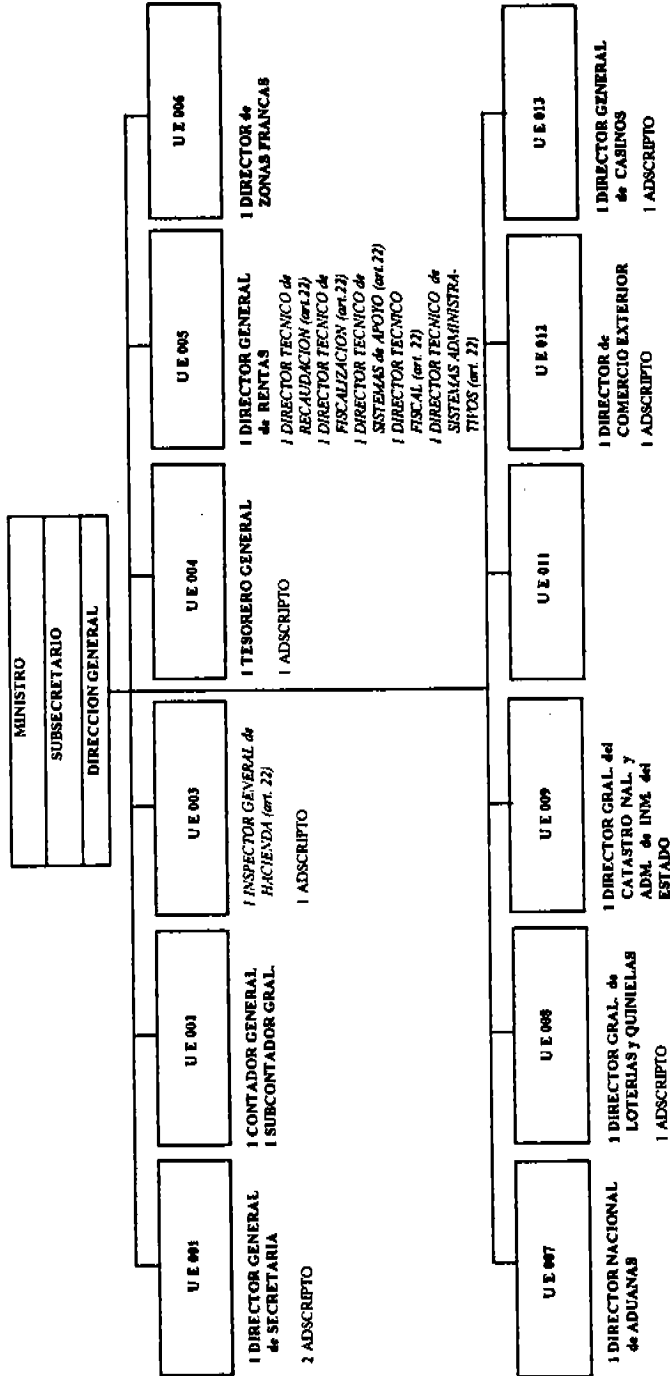 MINISTRO
SUBSECRETARIO
DIRECCION GENERAL
U E 001
1 DIRECTOR GENERAL
de SECRETARIA
2 ADSCRIPTO
U E 002
1 CONTADOR GENERAL
1 SUBCONTADOR GRAL.
U E 003
1 INSPECTOR GENERAL de
HACIENDA (art. 22)
1 ADSCRIPTO
U E 004
1 TESORERO GENERAL
1 ADSCRIPTO
U E 005
1 DIRECTOR GENERAL
de RENTAS
1 DIRECTOR TECNICO de
RECAUDACION (art.22)
1 DIRECTOR TECNICO de
FISCALIZACION (art.22)
1 DIRECTOR TECNICO de
SISTEMAS de APOYO (art.22)
1 DIRECTOR TECNICO
FISCAL (art. 22)
1 DIRECTOR TECNICO de
SISTEMAS ADMINISTRA-
TIVOS (art. 22)
U E 006
1 DIRECTOR de
ZONAS FRANCAS
U E 007
1 DIRECTOR NACIONAL
de ADUANAS
U E 008
1 DIRECTOR GRAL. de
LOTERIAS y QUINIELAS
1 ADSCRIPTO
U E 009
1 DIRECTOR GRAL. del
CATASTRO NAL. y
ADM. de INM. del
ESTADO
U E 011
U E 012
1 DIRECTOR de
COMERCIO EXTERIOR
1 ADSCRIPTO
U E 013
1 DIRECTOR GENERAL
de CASINOS
1 ADSCRIPTO